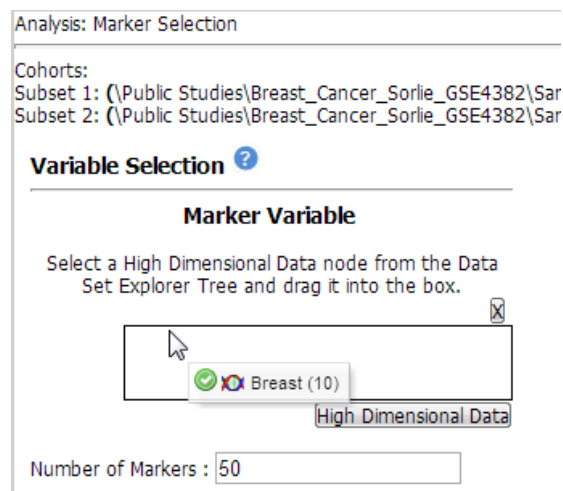 Analysis: Marker Selection
Cohorts:
Subset 1: (\Public Studies\Breast_Cancer_Sorlie_GSE4382\Sar
Subset 2: (\Public Studies\Breast_Cancer_Sorlie_GSE4382\Sar
Variable Selection ?
Marker Variable
Select a High Dimensional Data node from the Data
Set Explorer Tree and drag it into the box.
X
Breast (10)
High Dimensional Data
Number of Markers : 50